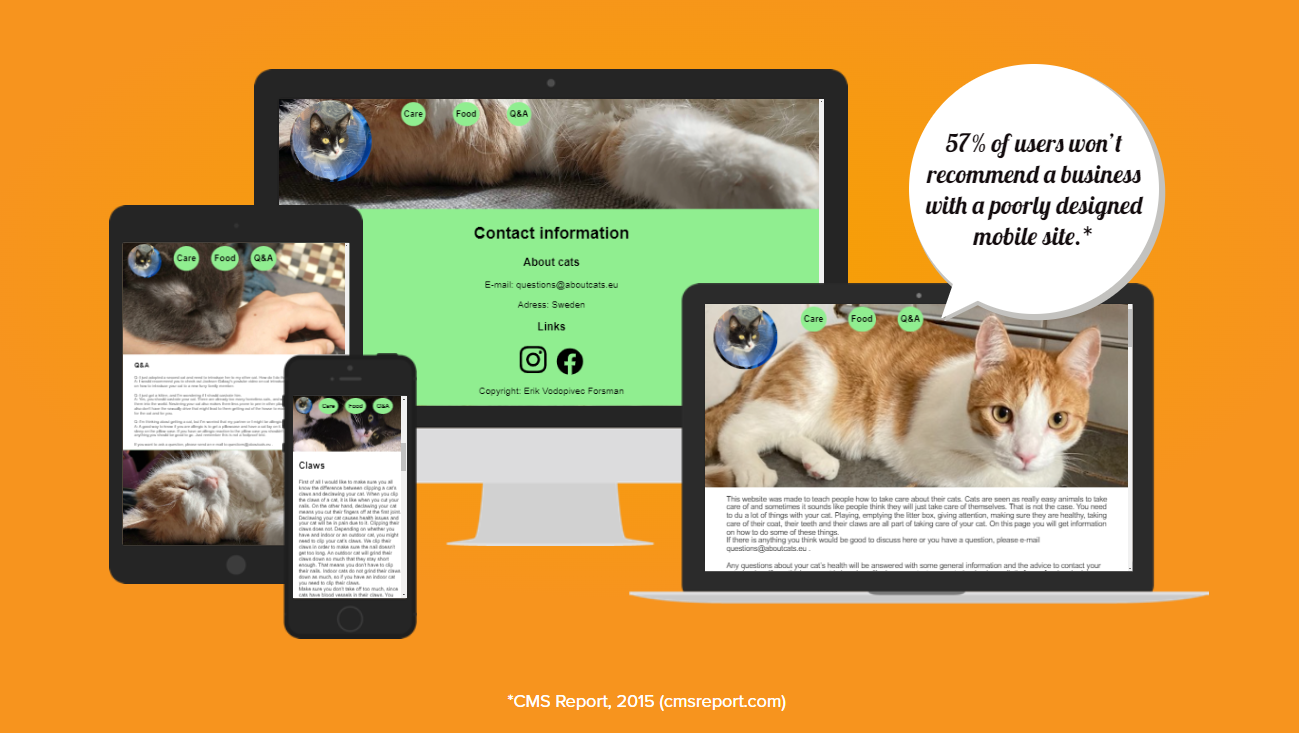 Care Food Q&A
Contact information
About cats
E-mail: questions@aboutcats.eu
Adress: Sweden
Links
Copyright: Erik Vodopivec Forsman
57% of users won't
recommend a business
with a poorly designed
mobile site.*
Care Food Q&A
Q&A
Care Food Q&A
Claws
First of all I would like to make sure you all
know the difference between clipping a cat's
claws and declawing your cat. When you clip
the claws of a cat, it is like when you cut your
nails. On the other hand, declawing your cat
means you cut their fingers off at the first joint.
Declawing your cat causes health issues and
your cat will be in pain due to it. Clipping their
claws does not. Depending on whether you
have and indoor or an outdoor cat, you might
need to clip your cat's claws. We clip their
claws in order to make sure the nail doesn't
get too long. An outdoor cat will grind their
claws down so much that they stay short
enough. That means you don't have to clip
their nails. Indoor cats do not grind their claws
down as much, so if you have an indoor cat
you need to clip their claws.
Make sure you don't take off too much, since
cats have blood vessels in their claws. You
Care Food Q&A
This website was made to teach people how to take care about their cats. Cats are seen as really easy animals to take
care of and sometimes it sounds like people think they will just take care of themselves. That is not the case. You need
to du a lot of things with your cat. Playing, emptying the litter box, giving attention, making sure they are healthy, taking
care of their coat, their teeth and their claws are all part of taking care of your cat. On this page you will get information
on how to do some of these things.
If there is anything you think would be good to discuss here or you have a question, please e-mail
questions@aboutcats.eu .
Any questions about your cat's health will be answered with some general information and the advice to contact your
*CMS Report, 2015 (cmsreport.com)